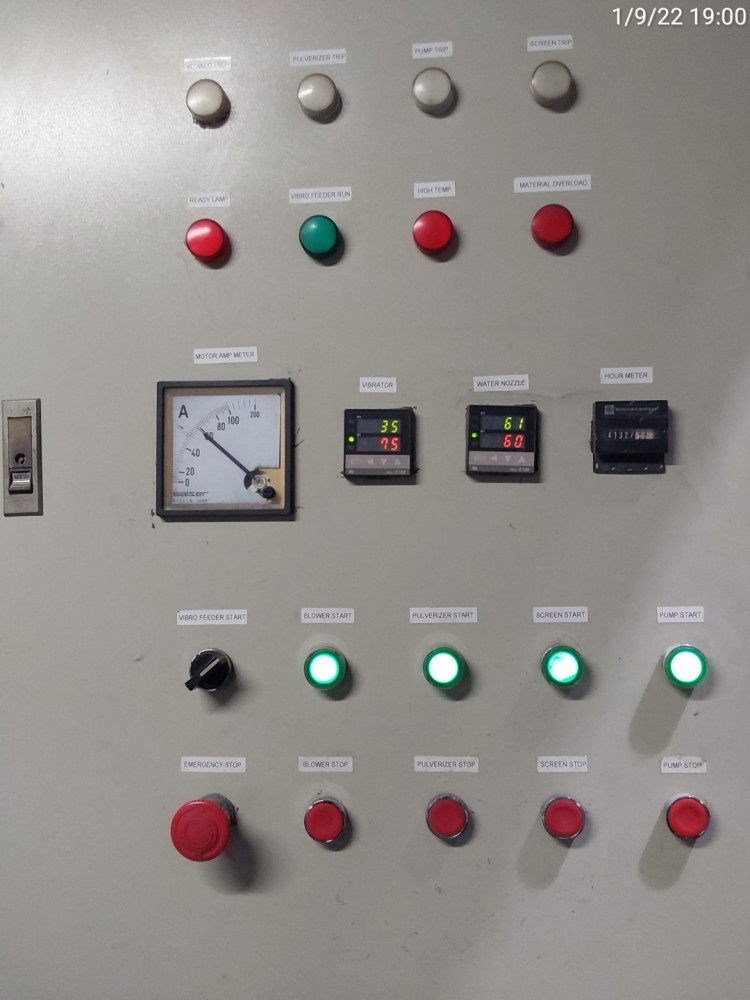 1/9/22 19:00
PULVERIZER TRIP
PUMP TRIP
SCREEN TRIP
READY LAMP
VIBRO FEEDER RUN
HIGH TEMP
MATERIAL OVERLOAD
MOTOR AMP METER
VIBRATOR
WATER NOZZLE
HOUR METER
A
0
20
40
60
80
100
200
salzer
35
75
61
60
VIBRO FEEDER START
BLOWER START
PULVERIZER START
SCREEN START
PUMP START
EMERGENCY STOP
BLOWER STOP
PULVERIZER STOP
SCREEN STOP
PUMP STOP